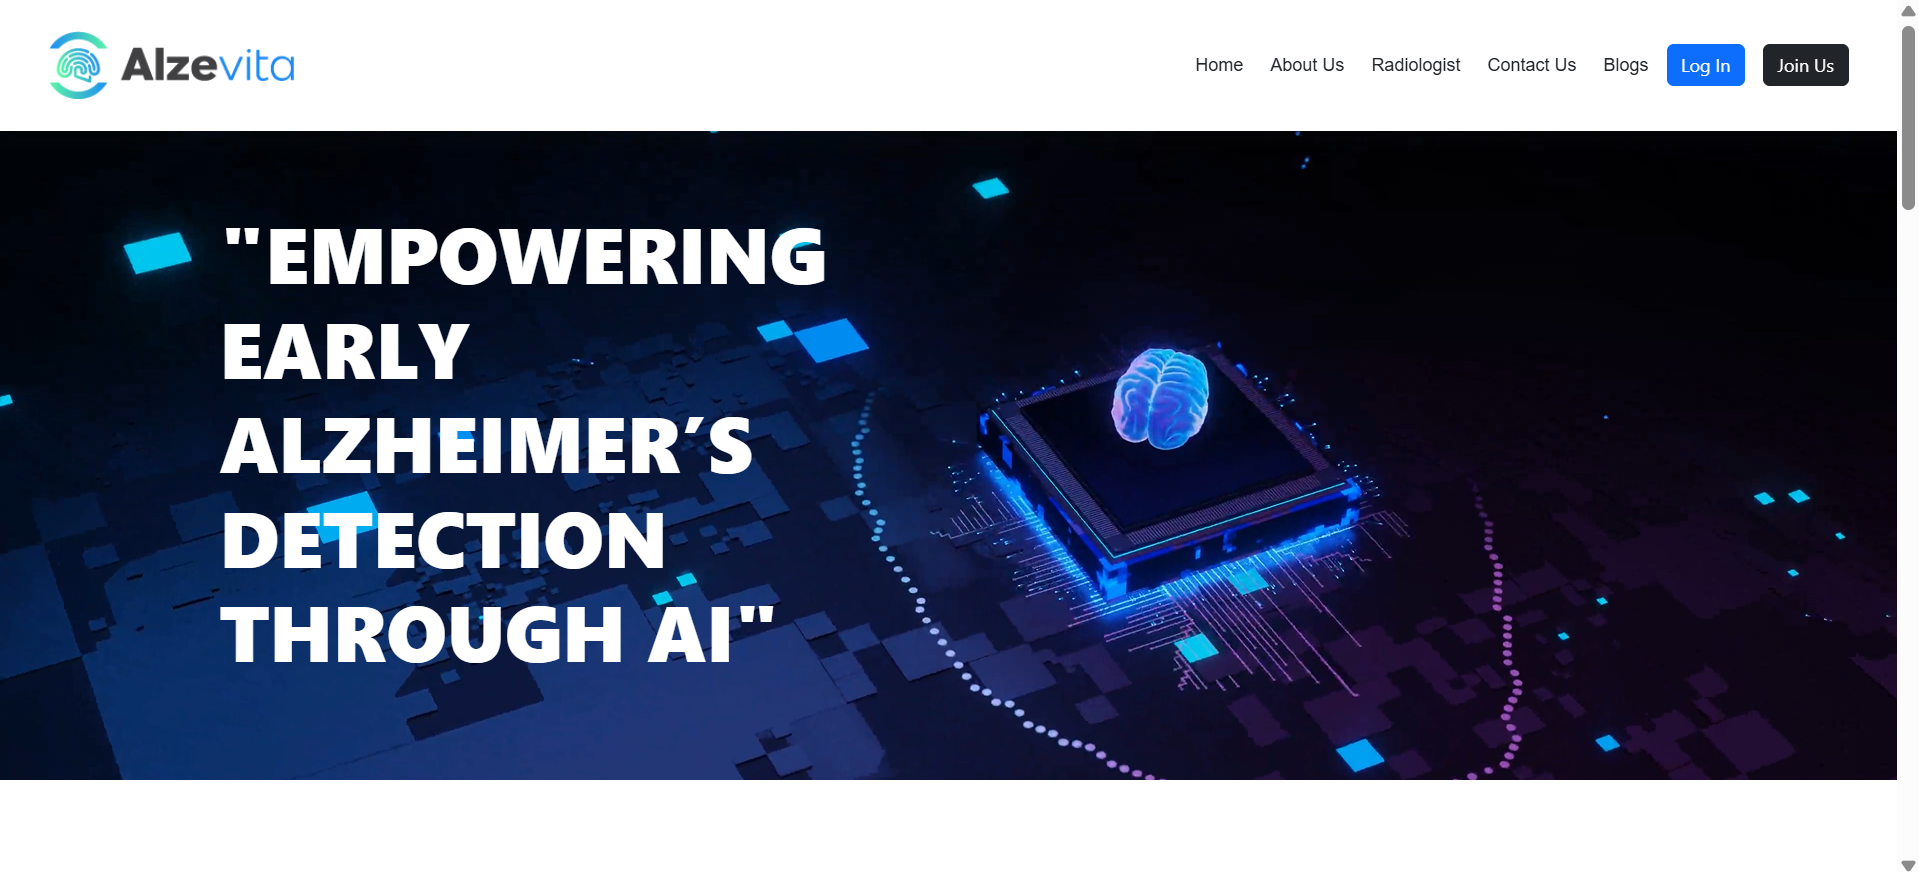 Alzevita
Home About Us Radiologist Contact Us Blogs Log In Join Us
"EMPOWERING
EARLY
ALZHEIMER’S
DETECTION
THROUGH AI"